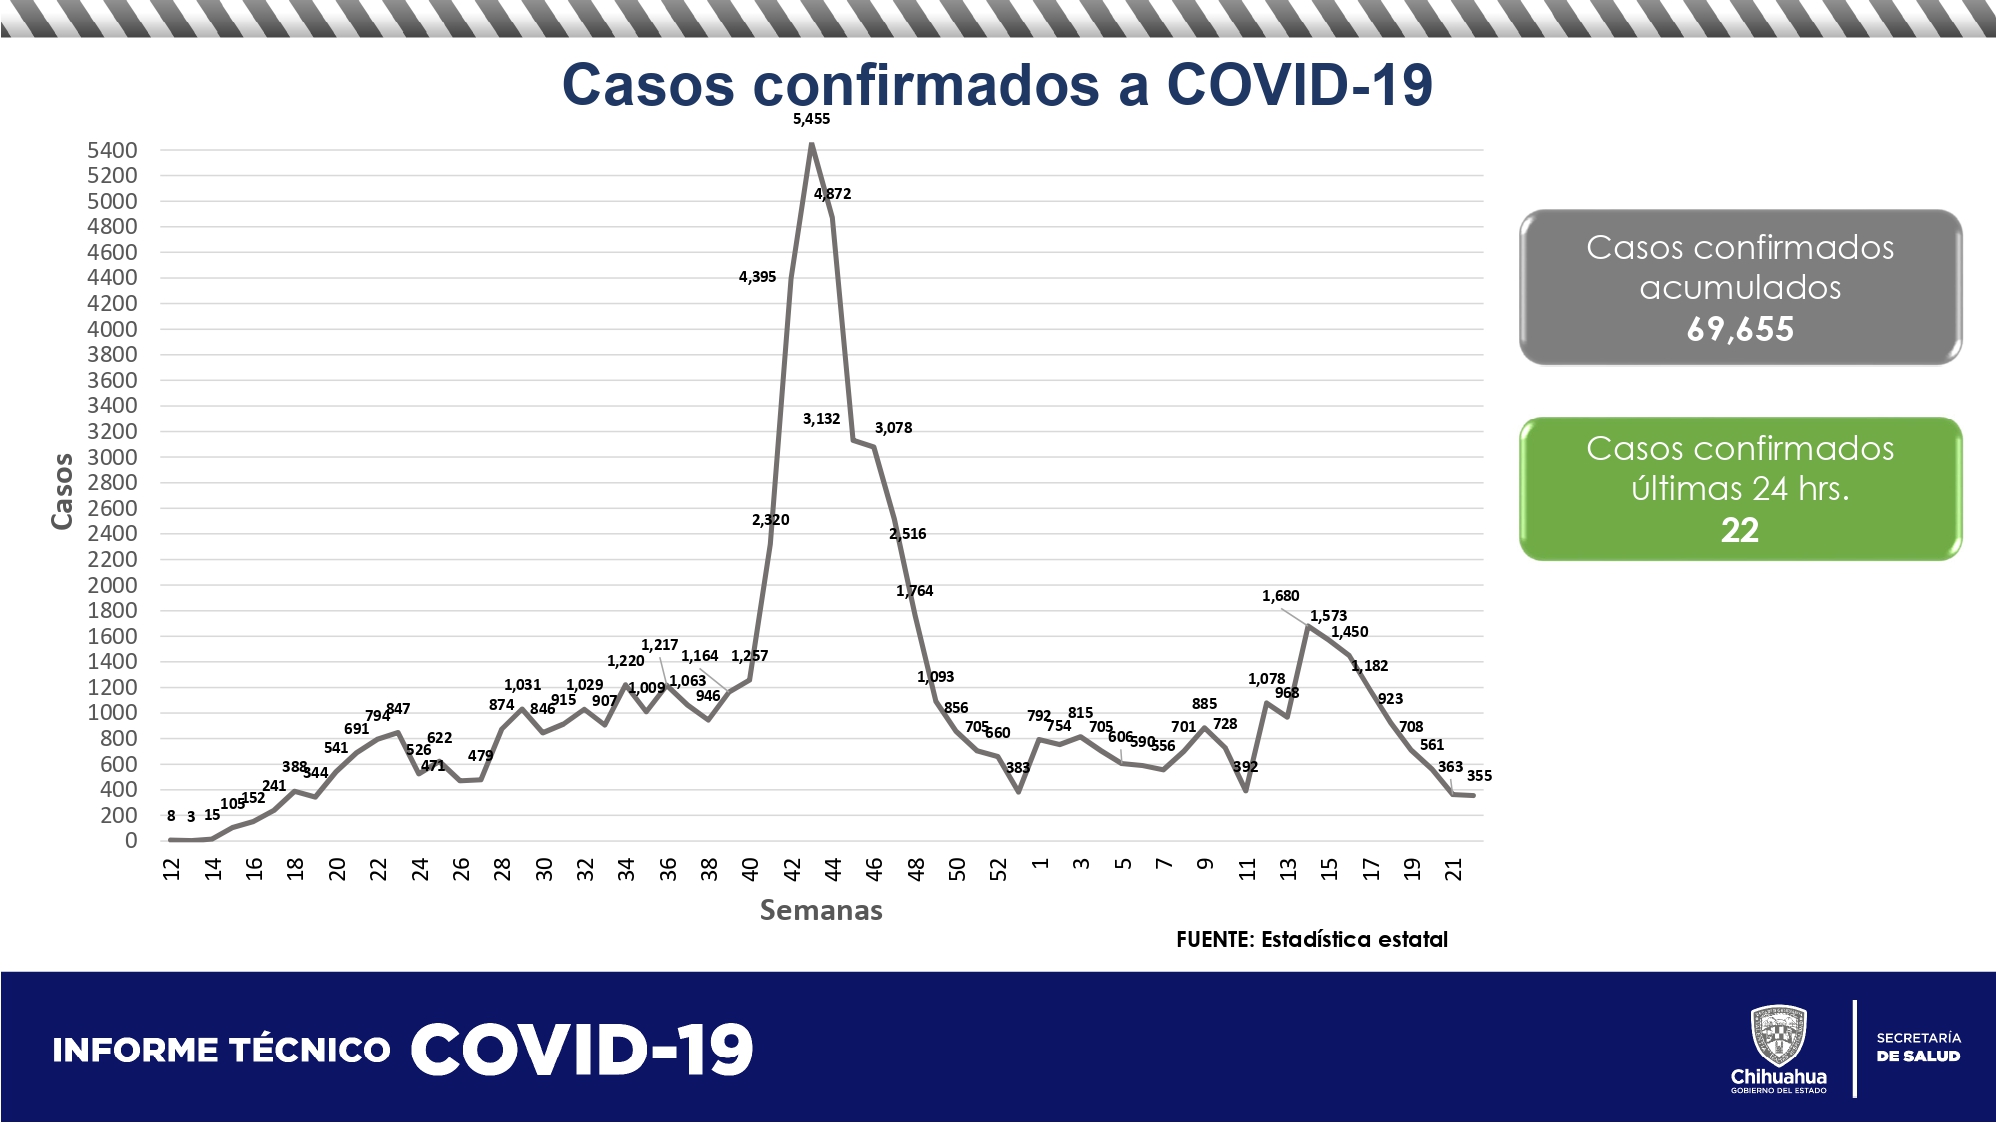 Casos confirmados a COVID-19
5,455
5400
5200
5000
4800
4600
4400
4200
4000
3800
3600
3400
3200
3000
2800
2600
2400
2200
2000
1800
1600
1400
1200
1000
800
600
400
200
0
Casos
8 3 15 105 152 241 388 344 541 691 794 847 526 622 471 479 874 1,031 846 915 1,029 907 1,220 1,009 1,217 1,063 946 1,164 1,257 2,320 4,395 4,872 3,132 3,078 2,516 1,764 1,093 856 705 660 383 792 754 815 705 606 590 556 701 885 728 392 1,078 968 1,680 1,573 1,450 1,182 923 708 561 363 355
12 14 16 18 20 22 24 26 28 30 32 34 36 38 40 42 44 46 48 50 52 1 3 5 7 9 11 13 15 17 19 21
Semanas
FUENTE: Estadística estatal
Casos confirmados
acumulados
69,655
Casos confirmados
últimas 24 hrs.
22
INFORME TÉCNICO COVID-19
Chihuahua
GOBIERNO DEL ESTADO
SECRETARÍA
DE SALUD